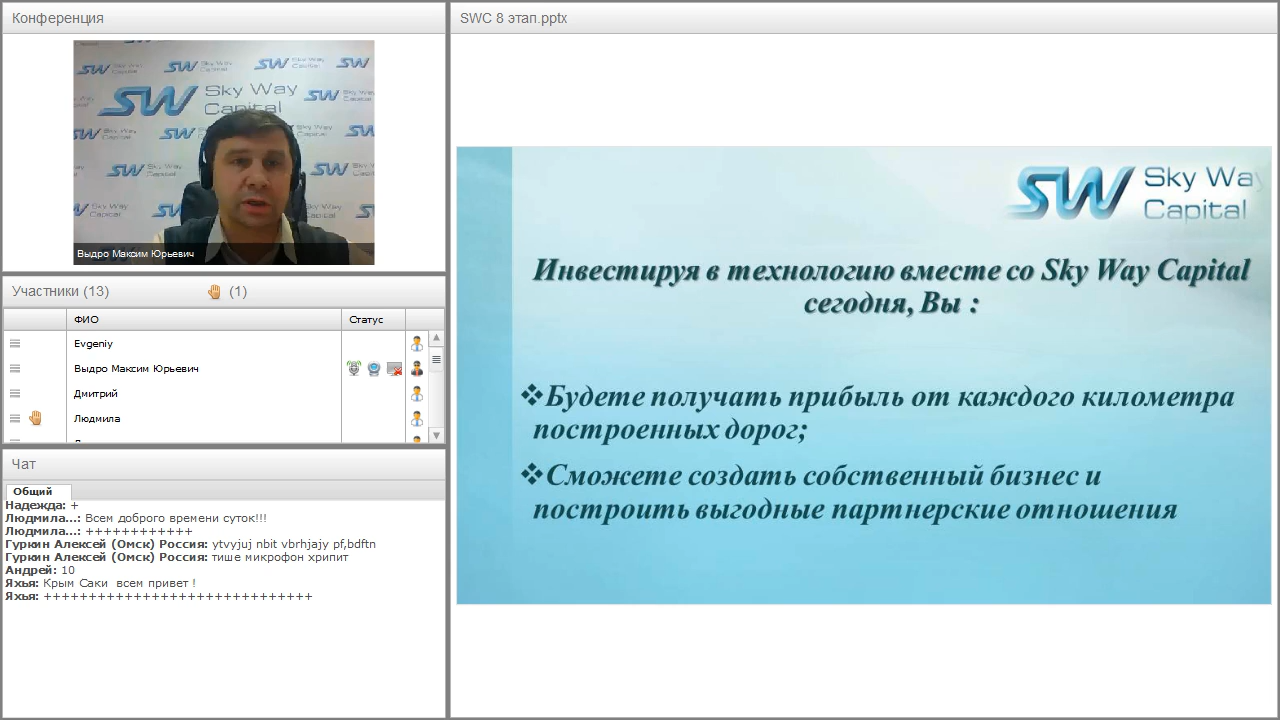 Конференция
SW Sky Way Capital
Выдро Максим Юрьевич
Участники (13)
(1)
ФИО
Статус
Evgeniy
Выдро Максим Юрьевич
Дмитрий
Людмила
Чат
Общий
Надежда: +
Людмила...: Всем доброго времени суток!!!
Людмила...: ++++++++++++
Гуркин Алексей (Омск) Россия: ytvyjuj nbit vbrhjajy pf,bdftn
Гуркин Алексей (Омск) Россия: тише микрофон хрипит
Андрей: 10
Яхья: Крым Саки всем привет !
Яхья: ++++++++++++++++++++++++++++++
SWC 8 этап.pptx
SW Sky Way
Capital
Инвестируя в технологию вместе со Sky Way Capital
сегодня, Вы :
❖Будете получать прибыль от каждого километра
построенных дорог;
❖Сможете создать собственный бизнес и
построить выгодные партнерские отношения